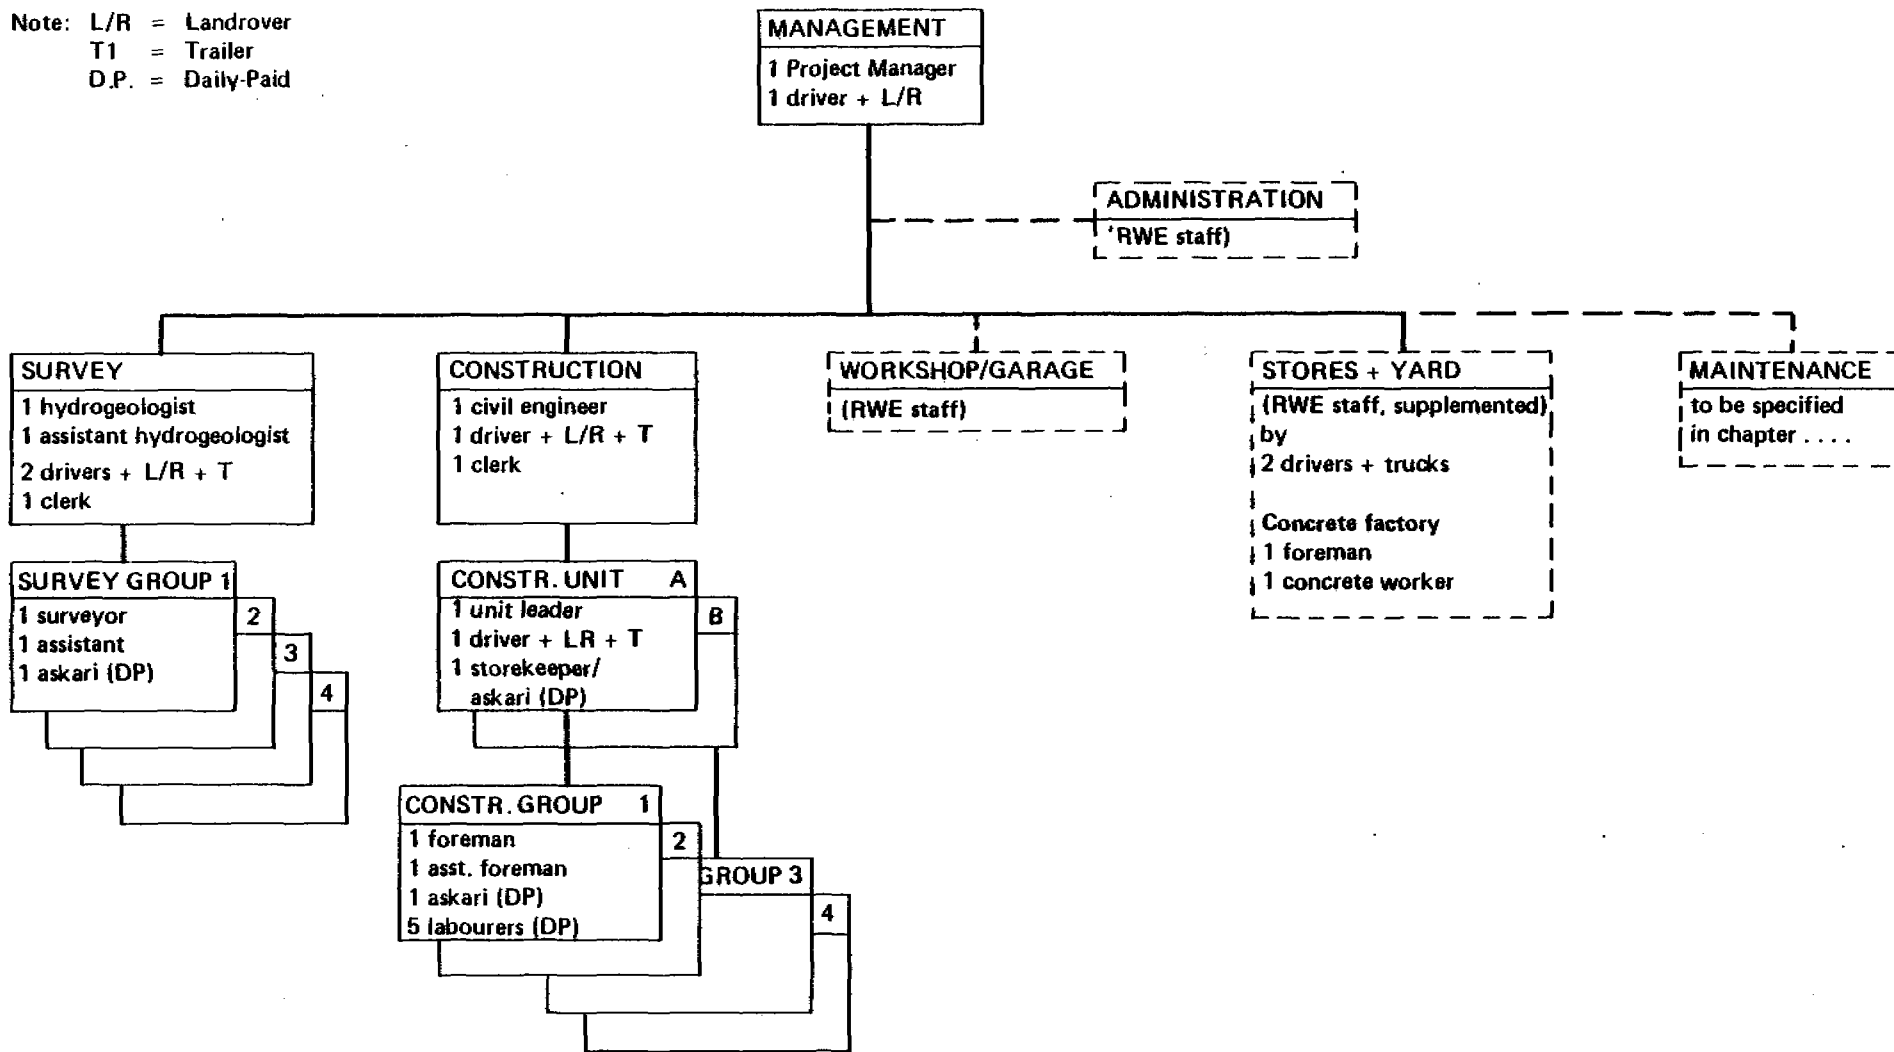 Note: L/R = Landrover
T1 = Trailer
D.P. = Daily-Paid
MANAGEMENT
1 Project Manager
1 driver + L/R
ADMINISTRATION
'RWE staff)
SURVEY
1 hydrogeologist
1 assistant hydrogeologist
2 drivers + L/R + T
1 clerk
CONSTRUCTION
1 civil engineer
1 driver + L/R + T
1 clerk
WORKSHOP/GARAGE
(RWE staff)
STORES + YARD
(RWE staff, supplemented)
by
2 drivers + trucks
Concrete factory
1 foreman
1 concrete worker
MAINTENANCE
to be specified
in chapter ....
SURVEY GROUP 1
1 surveyor
1 assistant
1 askari (DP)
2
3
4
CONSTR. UNIT A
1 unit leader
1 driver + LR + T
1 storekeeper/
askari (DP)
B
CONSTR. GROUP 1
1 foreman
1 asst. foreman
1 askari (DP)
5 labourers (DP)
2
GROUP 3
4